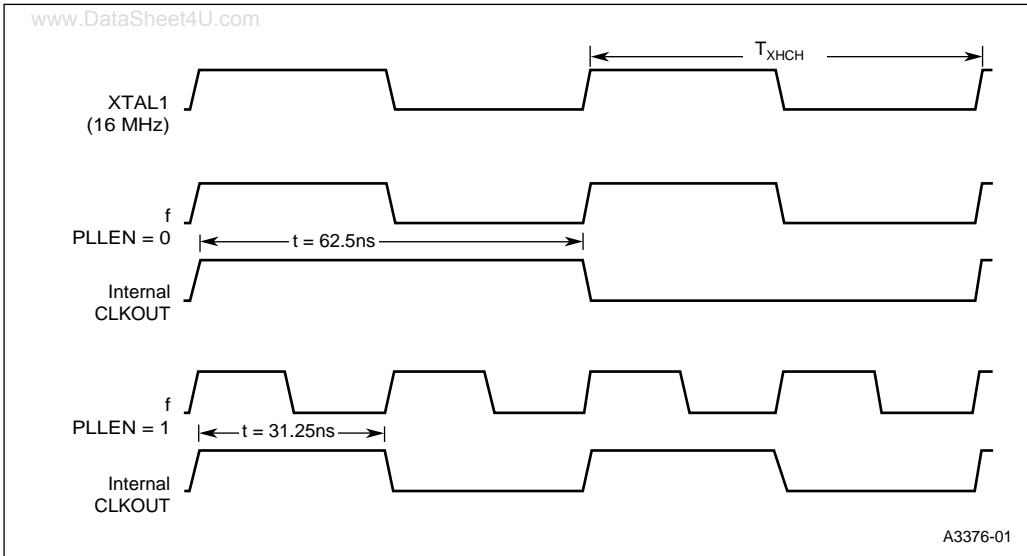 www.DataSheet4U.com
T_XHCH
XTAL1
(16 MHz)
f
PLLEN = 0
t = 62.5ns
Internal
CLKOUT
f
PLLEN = 1
t = 31.25ns
Internal
CLKOUT
A3376-01